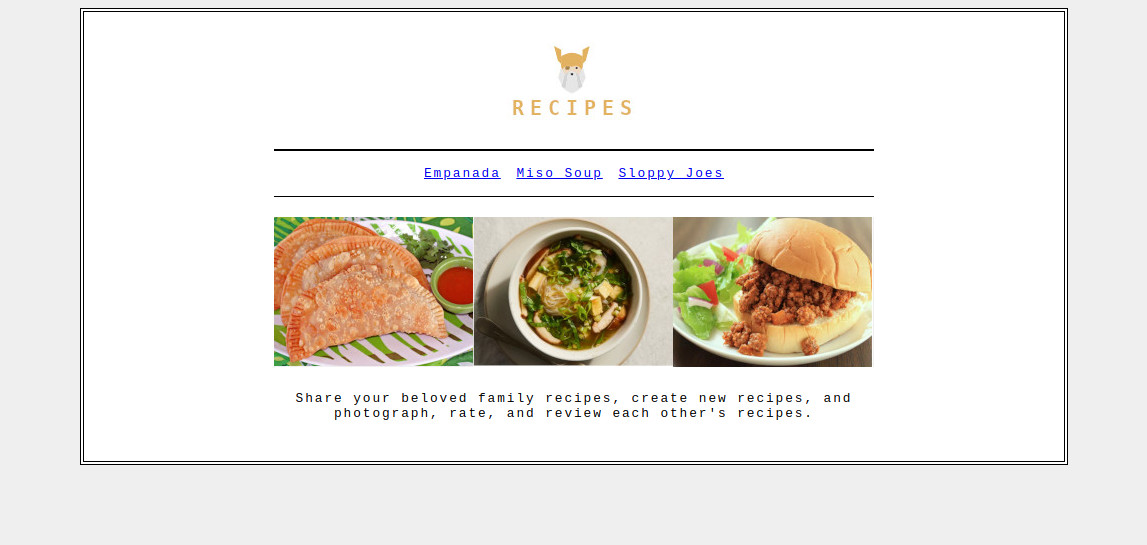 RECIPES
Empanada Miso Soup Sloppy Joes
Share your beloved family recipes, create new recipes, and
photograph, rate, and review each other's recipes.